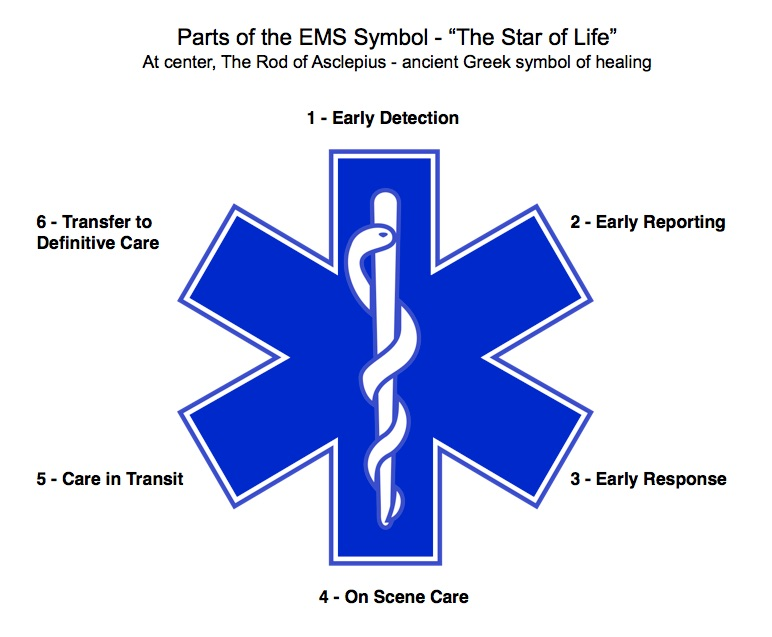 Parts of the EMS Symbol - “The Star of Life”
At center, The Rod of Asclepius - ancient Greek symbol of healing
1 - Early Detection
2 - Early Reporting
3 - Early Response
4 - On Scene Care
5 - Care in Transit
6 - Transfer to
Definitive Care